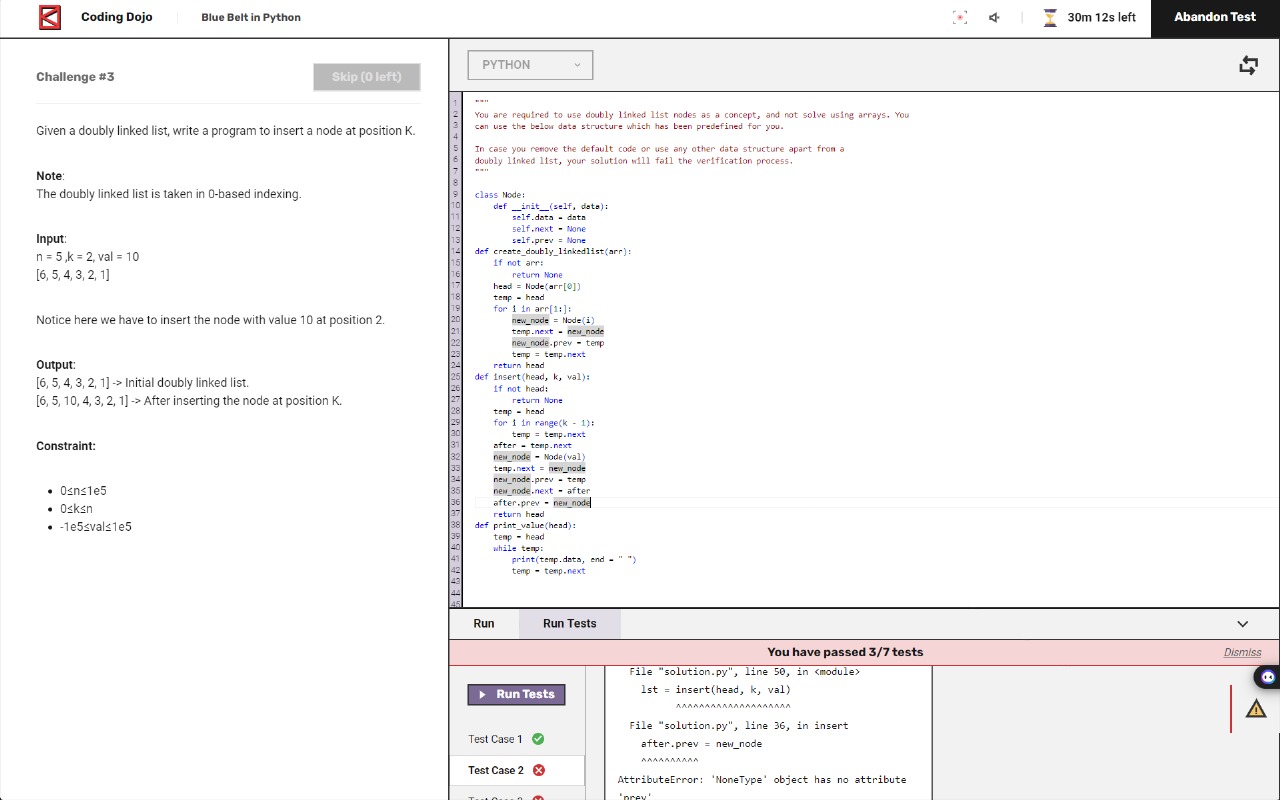 Coding Dojo
Blue Belt in Python
30m 12s left
Abandon Test
Challenge #3
Skip (0 left)
Given a doubly linked list, write a program to insert a node at position K.
Note:
The doubly linked list is taken in 0-based indexing.
Input:
n = 5 ,k = 2, val = 10
[6, 5, 4, 3, 2, 1]
Notice here we have to insert the node with value 10 at position 2.
Output:
[6, 5, 4, 3, 2, 1] -> Initial doubly linked list.
[6, 5, 10, 4, 3, 2, 1] -> After inserting the node at position K.
Constraint:
0≤n≤1e5
0≤k≤n
-1e5≤val≤1e5
PYTHON
1 """
2 You are required to use doubly linked list nodes as a concept, and not solve using arrays. You
3 can use the below data structure which has been predefined for you.
4
5 In case you remove the default code or use any other data structure apart from a
6 doubly linked list, your solution will fail the verification process.
7 """
8
9 class Node:
10     def __init__(self, data):
11         self.data = data
12         self.next = None
13         self.prev = None
14 def create_doubly_linkedlist(arr):
15     if not arr:
16         return None
17     head = Node(arr[0])
18     temp = head
19     for i in arr[1:]:
20         new_node = Node(i)
21         temp.next = new_node
22         new_node.prev = temp
23         temp = temp.next
24     return head
25 def insert(head, k, val):
26     if not head:
27         return None
28     temp = head
29     for i in range(k - 1):
30         temp = temp.next
31     after = temp.next
32     new_node = Node(val)
33     temp.next = new_node
34     new_node.prev = temp
35     new_node.next = after
36     after.prev = new_node
37     return head
38 def print_value(head):
39     temp = head
40     while temp:
41         print(temp.data, end = " ")
42         temp = temp.next
43
44
45
Run
Run Tests
You have passed 3/7 tests
Dismiss
Run Tests
Test Case 1
Test Case 2
File "solution.py", line 50, in <module>
lst = insert(head, k, val)
^^^^^^^^^^^^^^^^^^^^
File "solution.py", line 36, in insert
after.prev = new_node
^^^^^^^^^^
AttributeError: 'NoneType' object has no attribute
'prev'